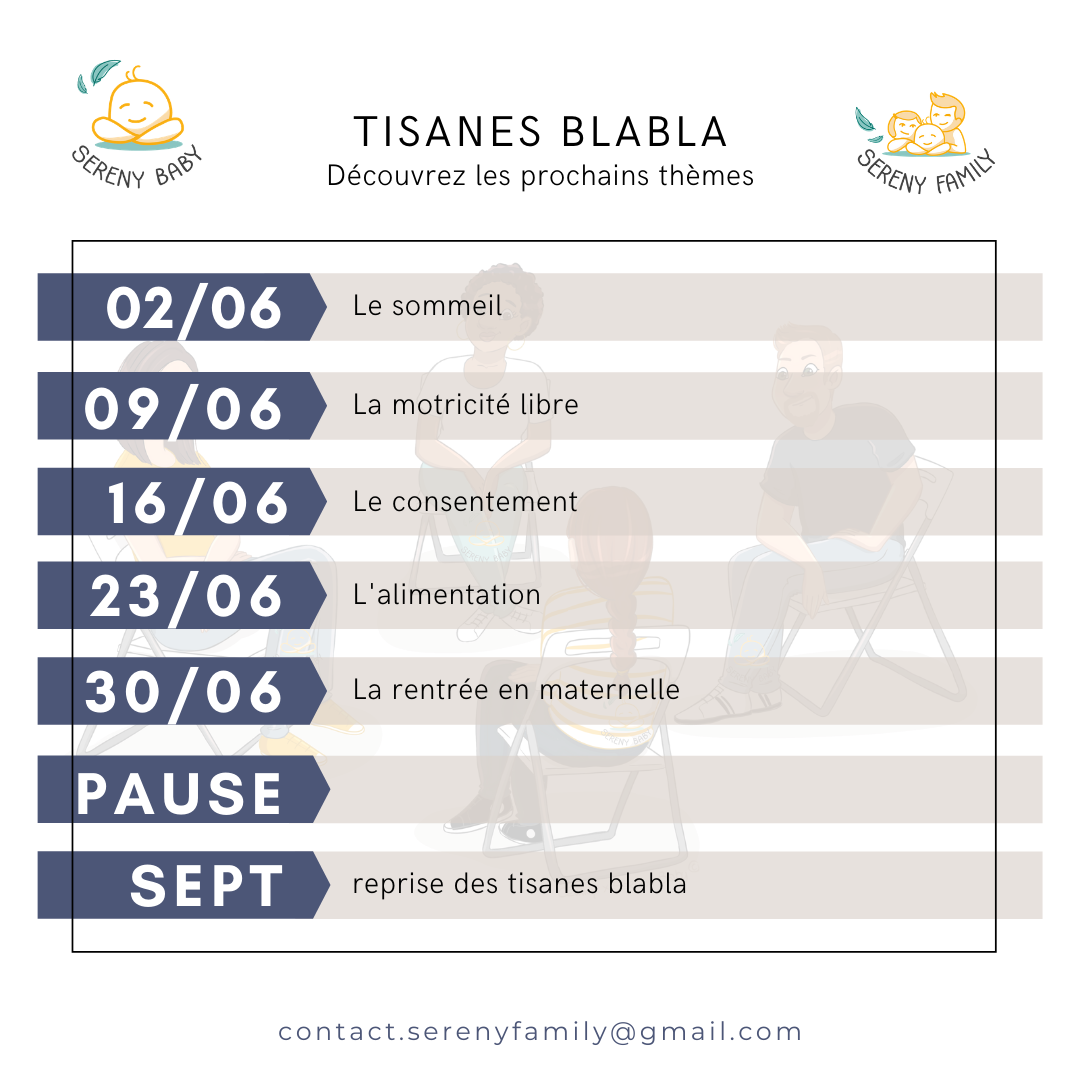 SERENY BABY
TISANES BLABLA
Découvrez les prochains thèmes
SERENY FAMILY
02/06 Le sommeil
09/06 La motricité libre
16/06 Le consentement
23/06 L'alimentation
30/06 La rentrée en maternelle
SERENY BABY
PAUSE
SEPT reprise des tisanes blabla
contact.serenyfamily@gmail.com